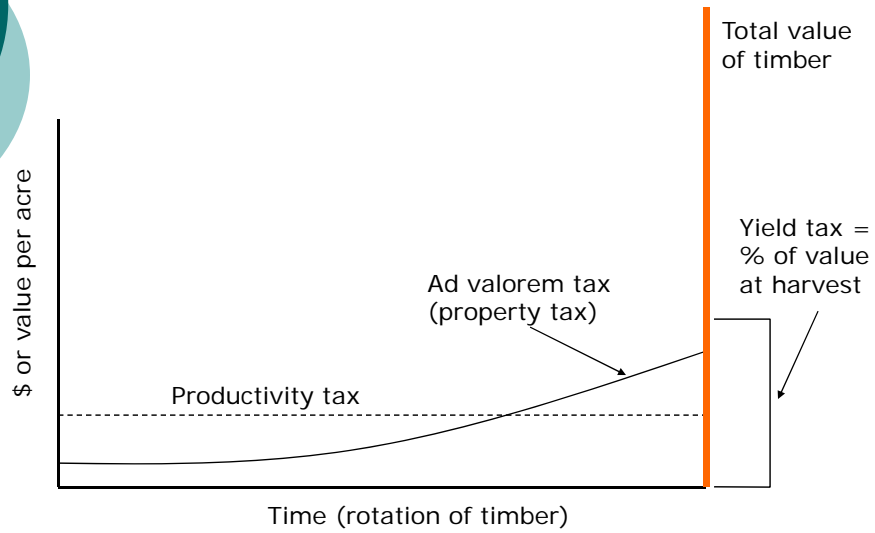 Total value
of timber
$ or value per acre
Yield tax =
% of value
at harvest
Ad valorem tax
(property tax)
Productivity tax
Time (rotation of timber)